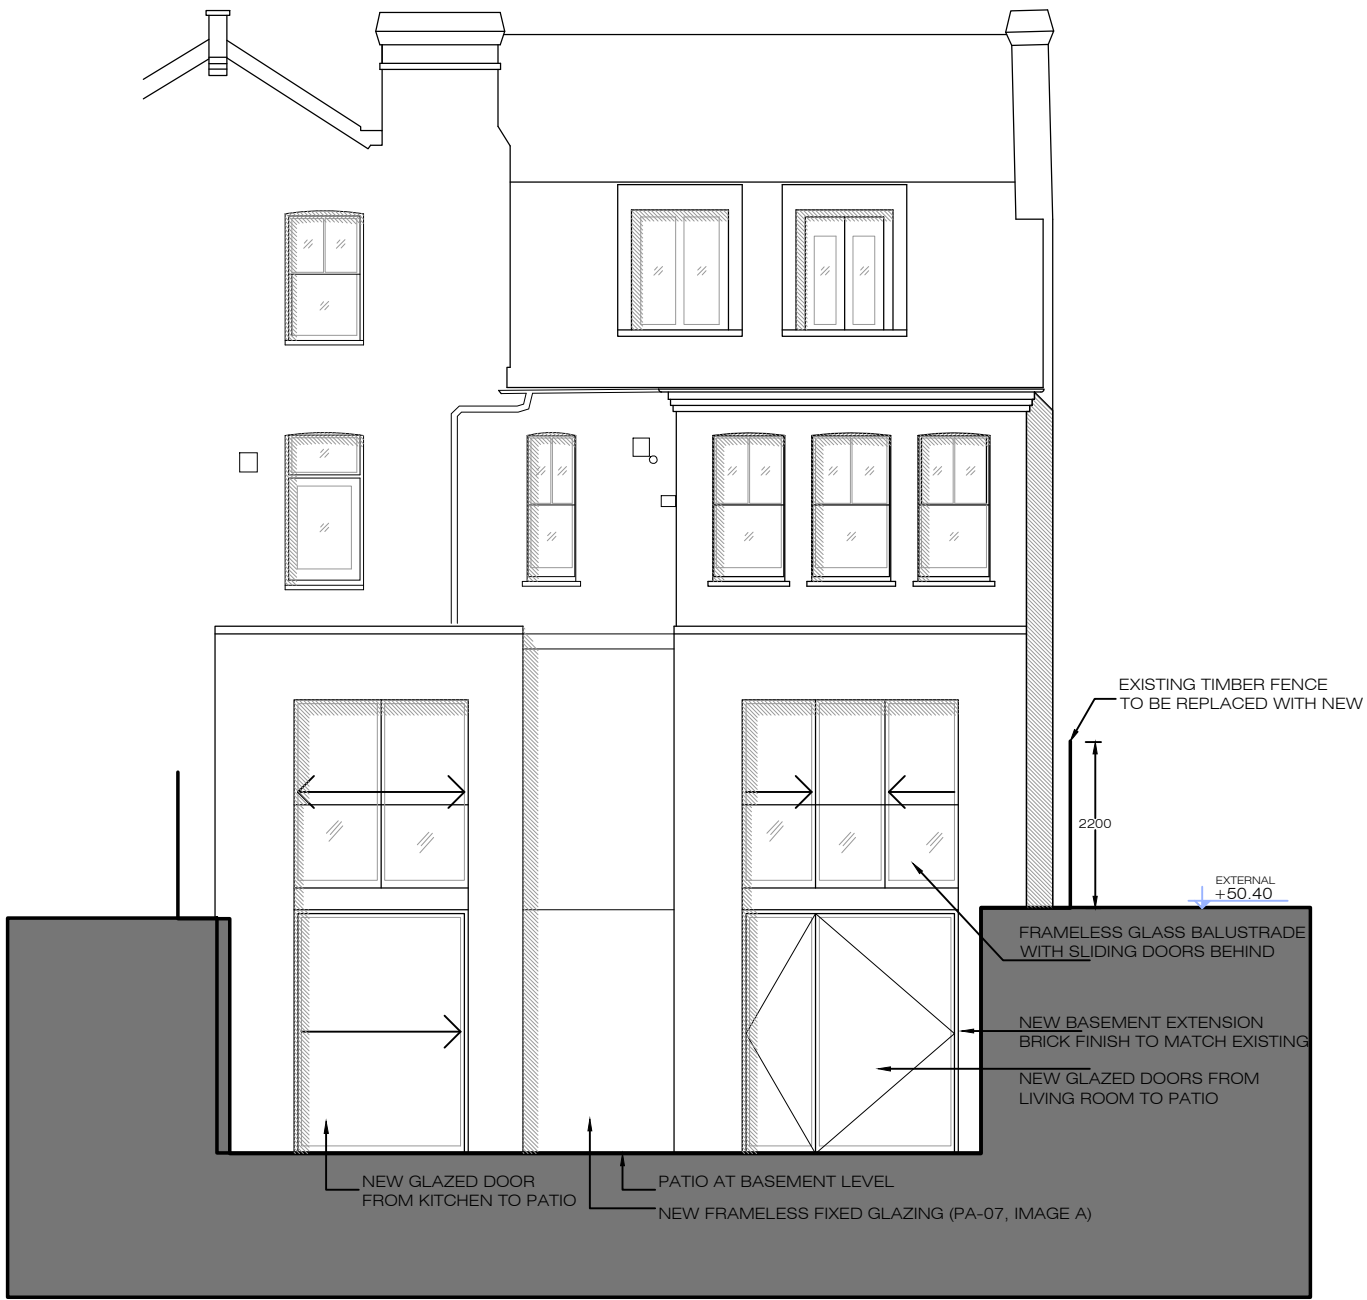 EXISTING TIMBER FENCE
TO BE REPLACED WITH NEW
2200
EXTERNAL
+50.40
FRAMELESS GLASS BALUSTRADE
WITH SLIDING DOORS BEHIND
NEW BASEMENT EXTENSION
BRICK FINISH TO MATCH EXISTING
NEW GLAZED DOORS FROM
LIVING ROOM TO PATIO
NEW GLAZED DOOR
FROM KITCHEN TO PATIO
PATIO AT BASEMENT LEVEL
NEW FRAMELESS FIXED GLAZING (PA-07, IMAGE A)